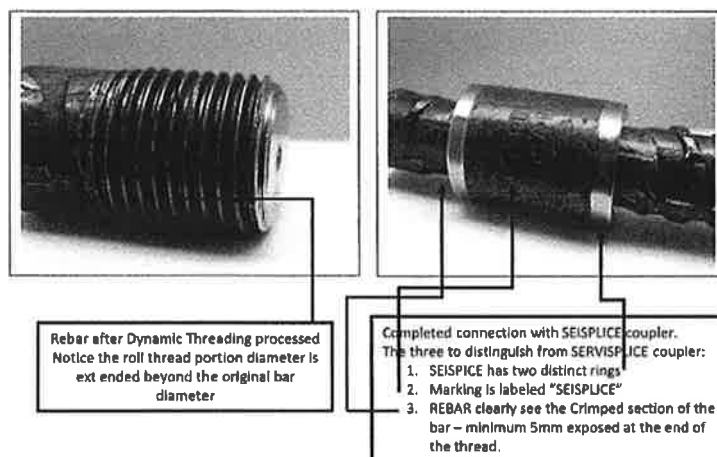 Rebar after Dynamic Threading processed
Notice the roll thread portion diameter is
ext ended beyond the original bar
diameter
Completed connection with SEISPLICE coupler.
The three to distinguish from SERVISPLICE coupler:
1. SEISPICE has two distinct rings
2. Marking is labeled "SEISPLICE"
3. REBAR clearly see the Crimped section of the
bar – minimum 5mm exposed at the end of
the thread.